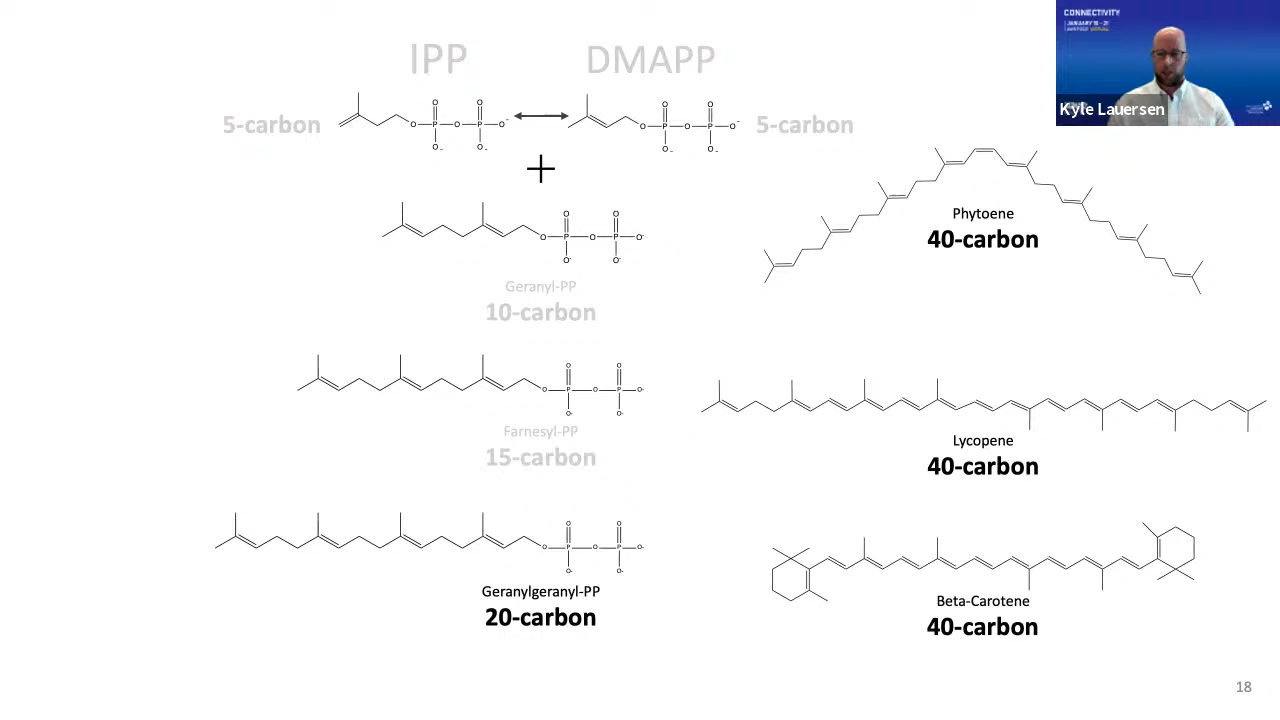 IPP
DMAPP
5-carbon
5-carbon
+
Geranyl-PP
10-carbon
Farnesyl-PP
15-carbon
Geranylgeranyl-PP
20-carbon
Phytoene
40-carbon
Lycopene
40-carbon
Beta-Carotene
40-carbon
18
CONNECTIVITY
JANUARY
Kyle Lauersen